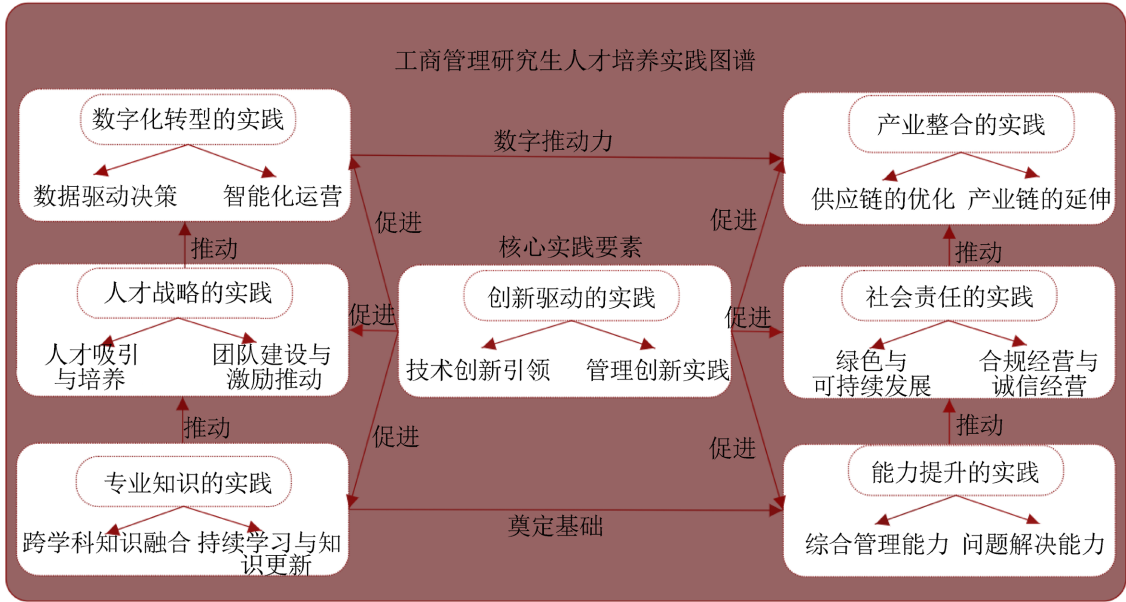 工商管理研究生人才培养实践图谱
数字化转型的实践
数据驱动决策
智能化运营
数字推动力
产业整合的实践
供应链的优化
产业链的延伸
推动
促进
核心实践要素
促进
推动
人才战略的实践
人才吸引
与培养
团队建设与
激励推动
促进
创新驱动的实践
技术创新引领
管理创新实践
促进
社会责任的实践
绿色与
可持续发展
合规经营与
诚信经营
推动
促进
促进
推动
专业知识的实践
跨学科知识融合
持续学习与知
识更新
奠定基础
能力提升的实践
综合管理能力
问题解决能力